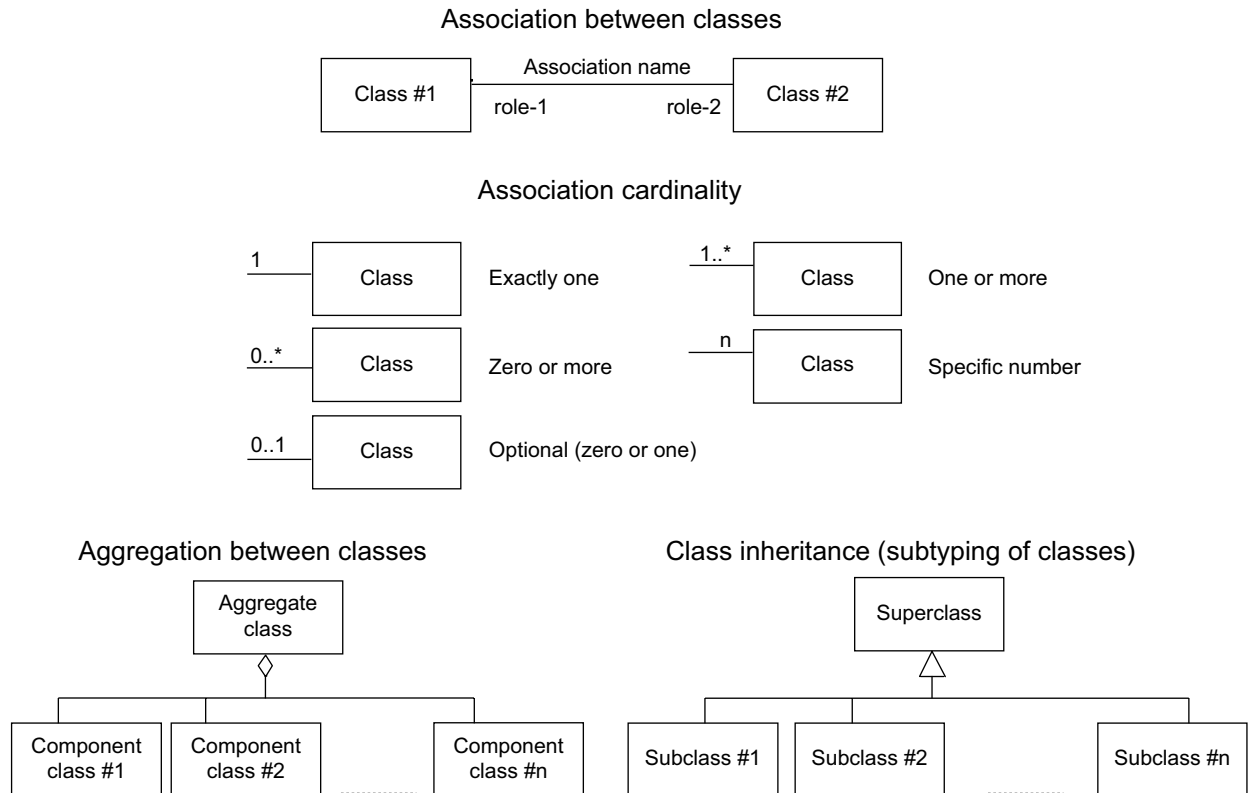 Association between classes
Class #1
Association name
role-1
role-2
Class #2
Association cardinality
1
Class
Exactly one
1..*
Class
One or more
0..*
Class
Zero or more
n
Class
Specific number
0..1
Class
Optional (zero or one)
Aggregation between classes
Aggregate
class
Component
class #1
Component
class #2
Component
class #n
Class inheritance (subtyping of classes)
Superclass
Subclass #1
Subclass #2
Subclass #n